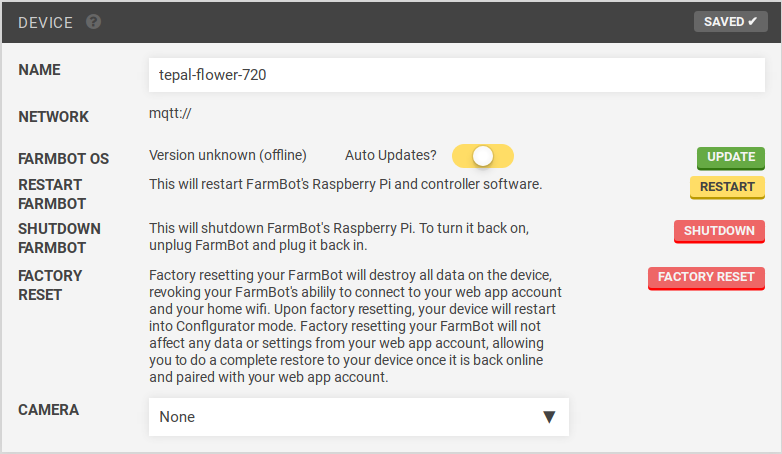 DEVICE ?
SAVED ✔
NAME
tepal-flower-720
NETWORK
mqtt://
FARMBOT OS
Version unknown (offline)
Auto Updates?
UPDATE
RESTART
FARMBOT
This will restart FarmBot's Raspberry Pi and controller software.
RESTART
SHUTDOWN
FARMBOT
This will shutdown FarmBot's Raspberry Pi. To turn it back on,
unplug FarmBot and plug it back in.
SHUTDOWN
FACTORY
RESET
Factory resetting your FarmBot will destroy all data on the device,
revoking your FarmBot's abilily to connect to your web app account
and your home wifi. Upon factory resetting, your device will restart
into Configurator mode. Factory resetting your FarmBot will not
affect any data or settings from your web app account, allowing
you to do a complete restore to your device once it is back online
and paired with your web app account.
FACTORY RESET
CAMERA
None